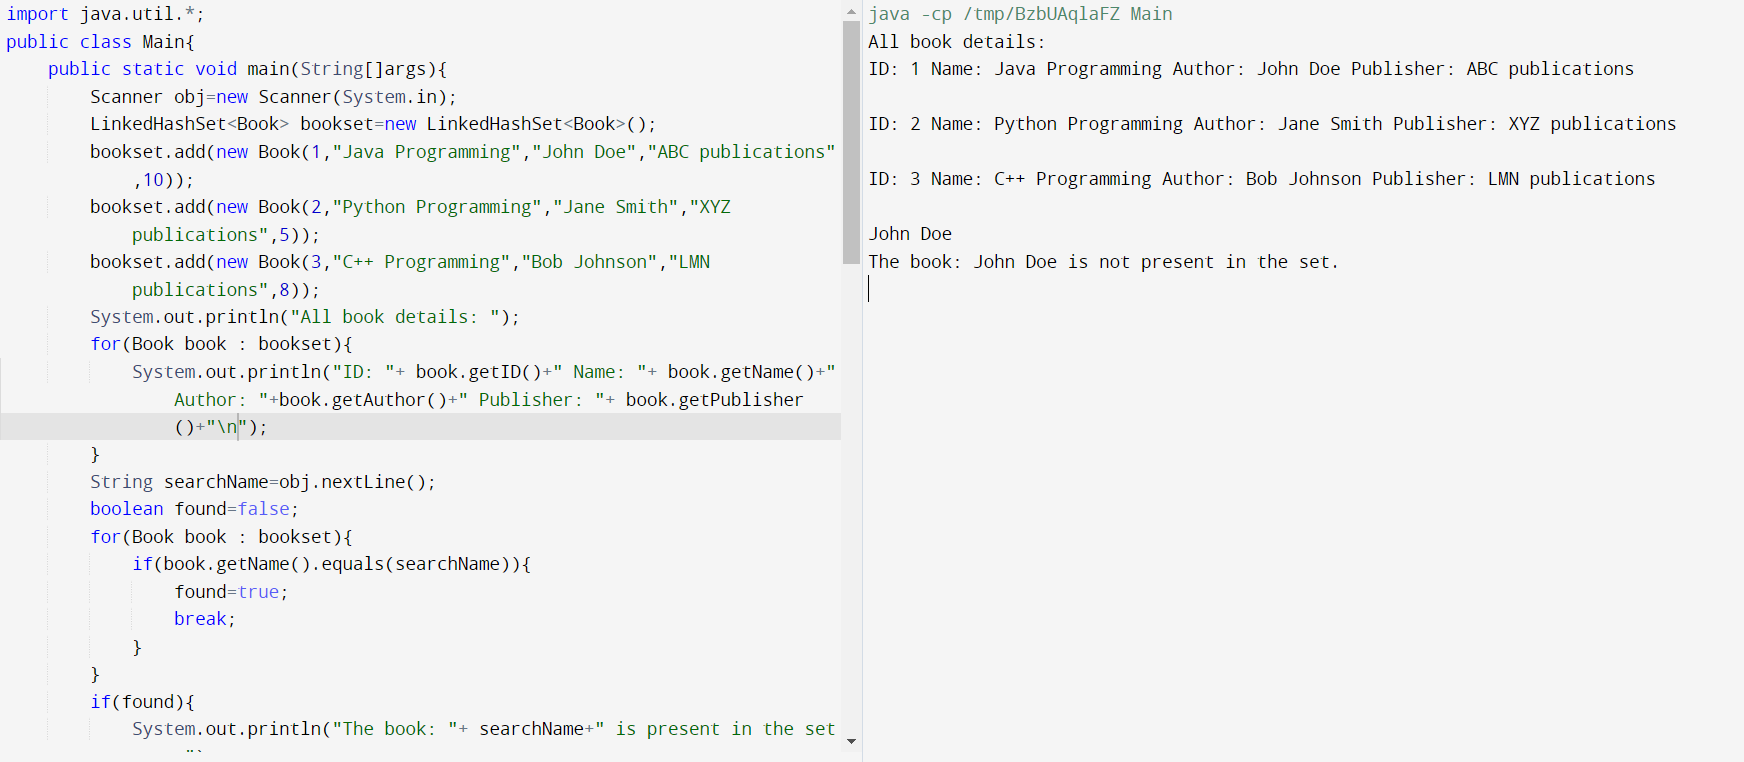 import java.util.*;
public class Main{
public static void main(String[]args){
Scanner obj=new Scanner(System.in);
LinkedHashSet<Book> bookset=new LinkedHashSet<Book>();
bookset.add(new Book(1,"Java Programming","John Doe","ABC publications"
,10));
bookset.add(new Book(2,"Python Programming","Jane Smith","XYZ
publications",5));
bookset.add(new Book(3,"C++ Programming","Bob Johnson","LMN
publications",8));
System.out.println("All book details: ");
for(Book book : bookset){
System.out.println("ID: "+ book.getID()+" Name: "+ book.getName()+"
Author: "+book.getAuthor()+" Publisher: "+ book.getPublisher
()+"\n");
}
String searchName=obj.nextLine();
boolean found=false;
for(Book book : bookset){
if(book.getName().equals(searchName)){
found=true;
break;
}
}
if(found){
System.out.println("The book: "+ searchName+" is present in the set
java -cp /tmp/BzbUAqlaFZ Main
All book details:
ID: 1 Name: Java Programming Author: John Doe Publisher: ABC publications
ID: 2 Name: Python Programming Author: Jane Smith Publisher: XYZ publications
ID: 3 Name: C++ Programming Author: Bob Johnson Publisher: LMN publications
John Doe
The book: John Doe is not present in the set.